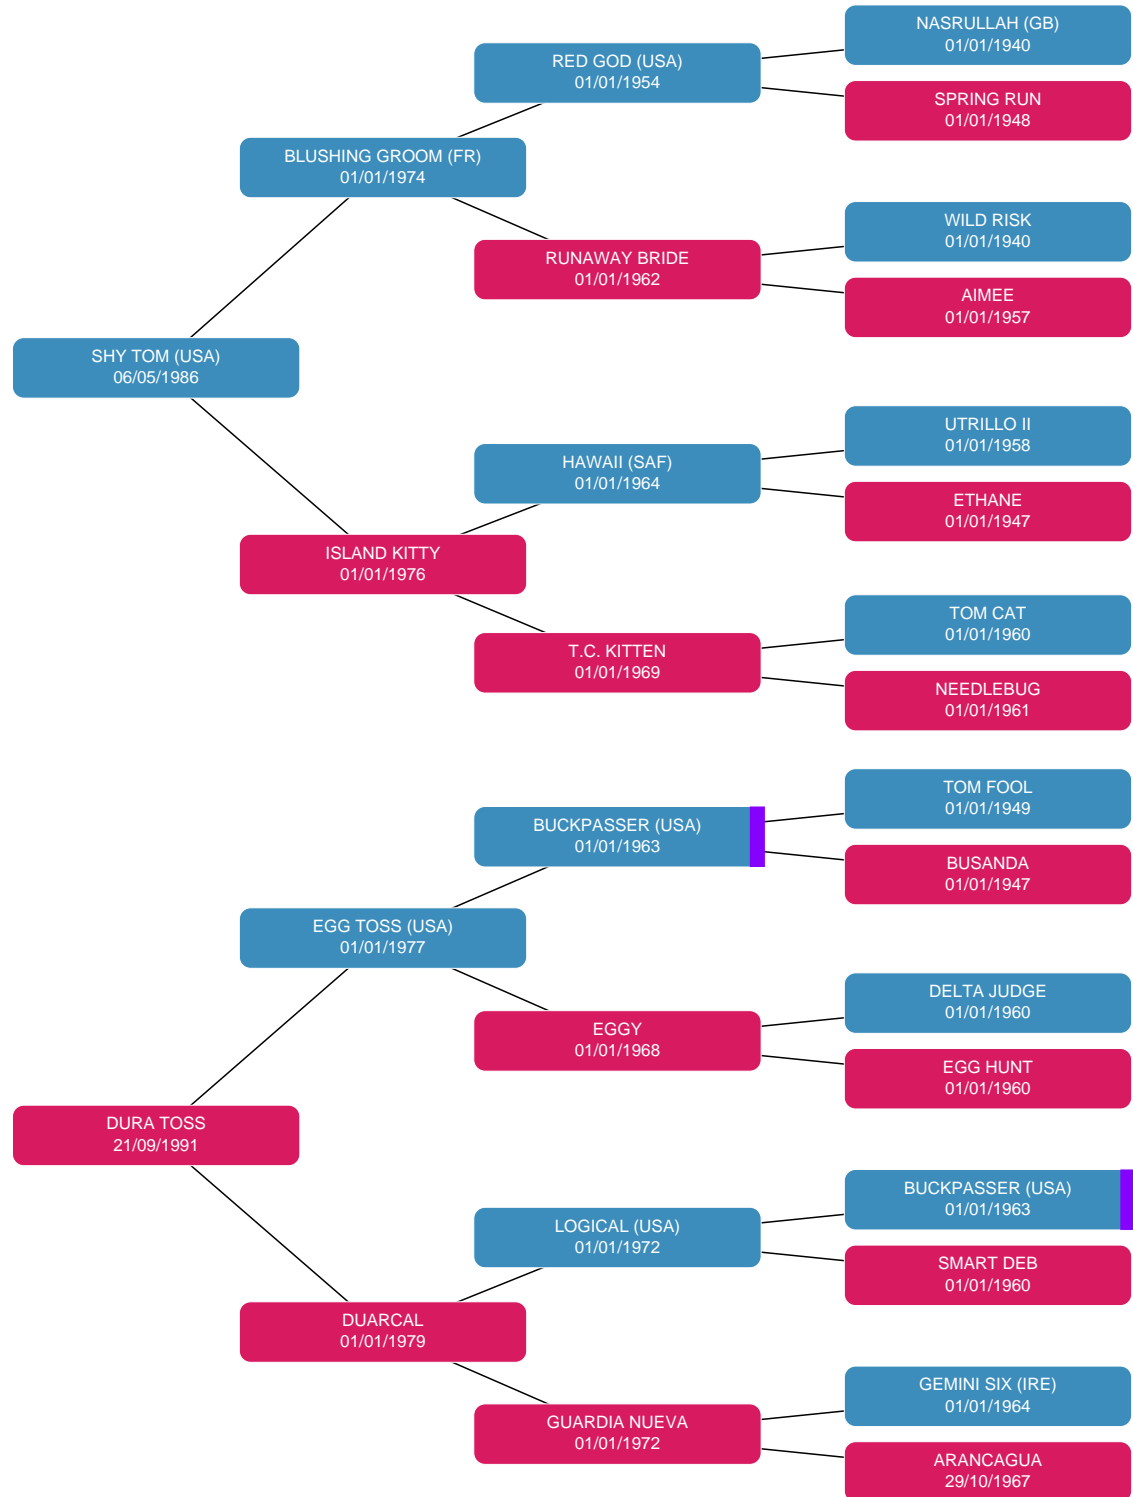 NASRULLAH (GB)
01/01/1940
RED GOD (USA)
01/01/1954
SPRING RUN
01/01/1948
BLUSHING GROOM (FR)
01/01/1974
WILD RISK
01/01/1940
RUNAWAY BRIDE
01/01/1962
AIMEE
01/01/1957
SHY TOM (USA)
06/05/1986
UTRILLO II
01/01/1958
HAWAII (SAF)
01/01/1964
ETHANE
01/01/1947
ISLAND KITTY
01/01/1976
TOM CAT
01/01/1960
T.C. KITTEN
01/01/1969
NEEDLEBUG
01/01/1961
TOM FOOL
01/01/1949
BUCKPASSER (USA)
01/01/1963
BUSANDA
01/01/1947
EGG TOSS (USA)
01/01/1977
DELTA JUDGE
01/01/1960
EGGY
01/01/1968
EGG HUNT
01/01/1960
DURA TOSS
21/09/1991
BUCKPASSER (USA)
01/01/1963
LOGICAL (USA)
01/01/1972
SMART DEB
01/01/1960
DUARCAL
01/01/1979
GEMINI SIX (IRE)
01/01/1964
GUARDIA NUEVA
01/01/1972
ARANCAGUA
29/10/1967